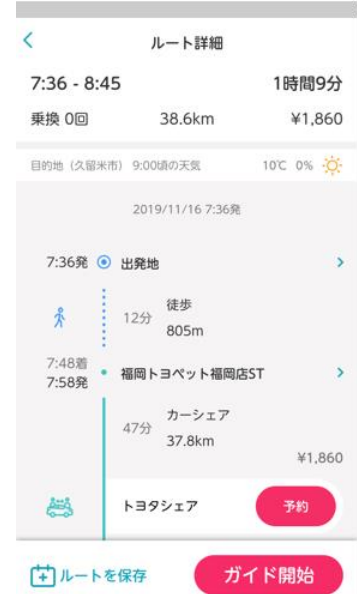 ルート詳細
7:36 - 8:45 1時間9分
乗換 0回 38.6km ¥1,860
目的地（久留米市） 9:00頃の天気 10℃ 0%
2019/11/16 7:36発
7:36発 出発地
12分 徒歩
805m
7:48着
7:58発 福岡トヨペット福岡店ST
47分 カーシェア
37.8km
¥1,860
トヨタシェア 予約
ルートを保存 ガイド開始